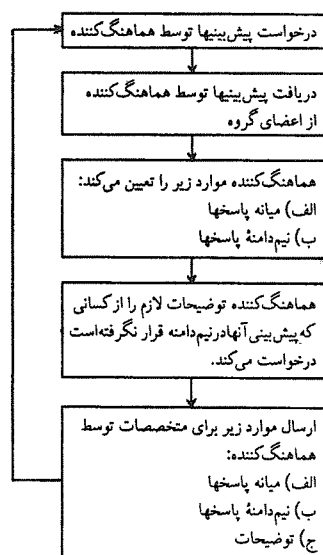 درخواست پیش‌بینیها توسط هماهنگ‌کننده
دریافت پیش‌بینیها توسط هماهنگ‌کننده
از اعضای گروه
هماهنگ‌کننده موارد زیر را تعیین می‌کند:
الف) میانه پاسخها
ب) نیم‌دامنهٔ پاسخها
هماهنگ‌کننده توضیحات لازم را از کسانی
که پیش‌بینی آنها در نیم‌دامنه قرار نگرفته‌است
درخواست می‌کند.
ارسال موارد زیر برای متخصصات توسط
هماهنگ‌کننده:
الف) میانه پاسخها
ب) نیم‌دامنهٔ پاسخها
ج) توضیحات